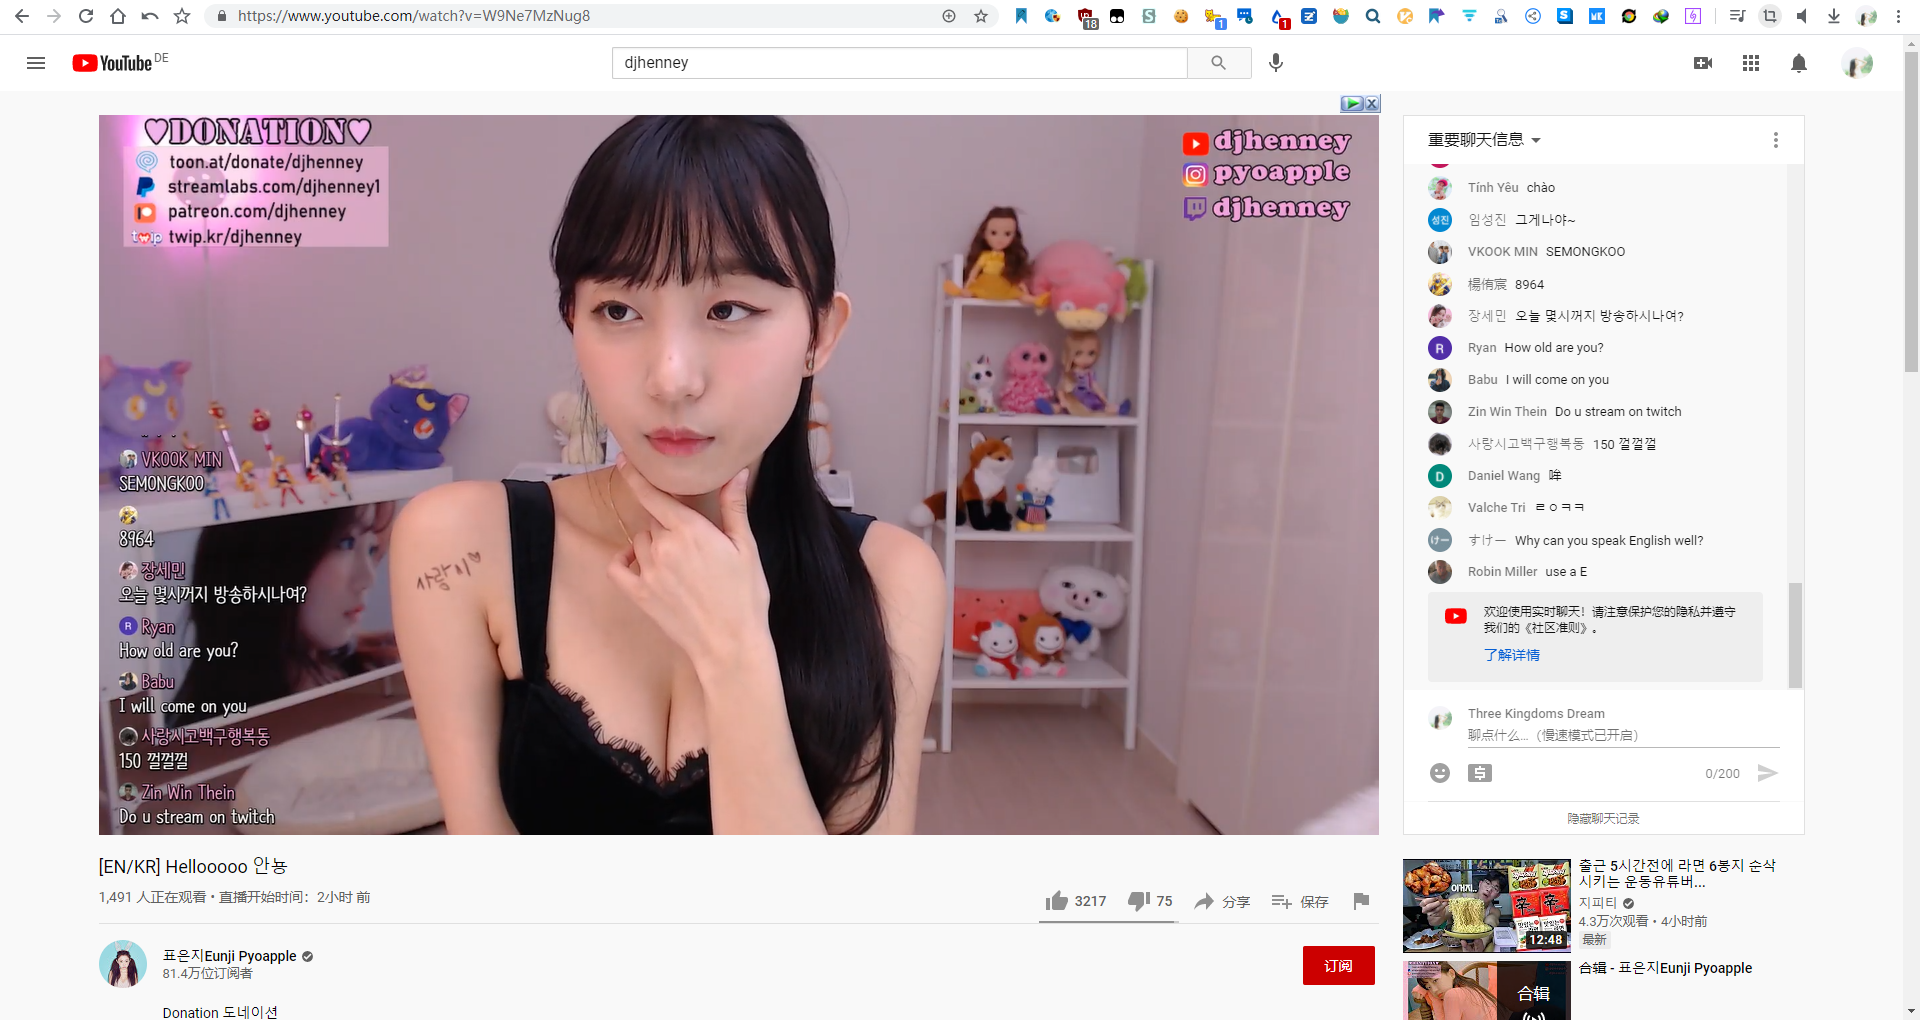 https://www.youtube.com/watch?v=W9Ne7MzNug8
18
1
1
YouTube DE
djhenney
♡DONATION♡
toon.at/donate/djhenney
streamlabs.com/djhenney1
patreon.com/djhenney
twip twip.kr/djhenney
djhenney
pyoapple
djhenney
사랑시♡
VKOOK MIN
SEMONGKOO
8964
장세민
오늘 몇시꺼지 방송하시나여?
R Ryan
How old are you?
Babu
I will come on you
사랑시고백구행복동
150 껄껄껄
Zin Win Thein
Do u stream on twitch
重要聊天信息
Tính Yêu chào
성진 임성진 그게나야~
VKOOK MIN SEMONGKOO
楊侑宸 8964
장세민 오늘 몇시꺼지 방송하시나여?
R Ryan How old are you?
Babu I will come on you
Zin Win Thein Do u stream on twitch
사랑시고백구행복동 150 껄껄껄
D Daniel Wang 哞
Valche Tri ㄹㅇㅋㅋ
けー すけー Why can you speak English well?
Robin Miller use a E
欢迎使用实时聊天！请注意保护您的隐私并遵守
我们的《社区准则》。
了解详情
Three Kingdoms Dream
聊点什么...（慢速模式已开启）
0/200
隐藏聊天记录
[EN/KR] Hellooooo 안뇽
1,491 人正在观看 • 直播开始时间：2小时 前
3217
75
分享
保存
표은지Eunji Pyoapple
81.4万位订阅者
订阅
Donation 도네이션
12:48
출근 5시간전에 라면 6봉지 순삭
시키는 운동유튜버...
지피티
4.3万次观看 • 4小时前
最新
合辑
合辑 - 표은지Eunji Pyoapple